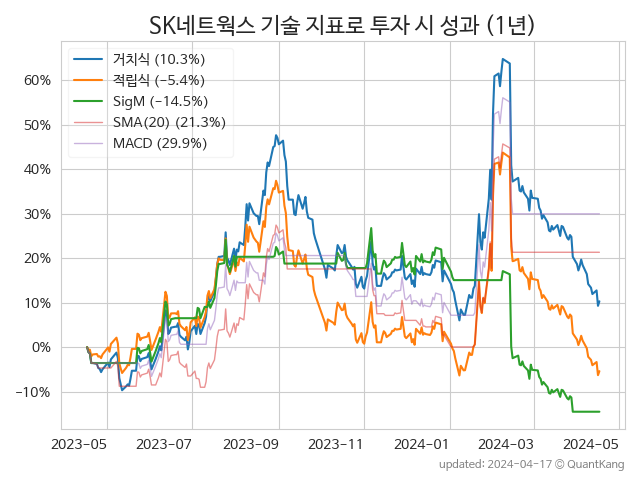 SK네트웍스 기술 지표로 투자 시 성과 (1년)
거치식 (10.3%)
적립식 (−5.4%)
SigM (−14.5%)
SMA(20) (21.3%)
MACD (29.9%)
60%
50%
40%
30%
20%
10%
0%
−10%
2023-05 2023-07 2023-09 2023-11 2024-01 2024-03 2024-05
updated: 2024-04-17 © QuantKang